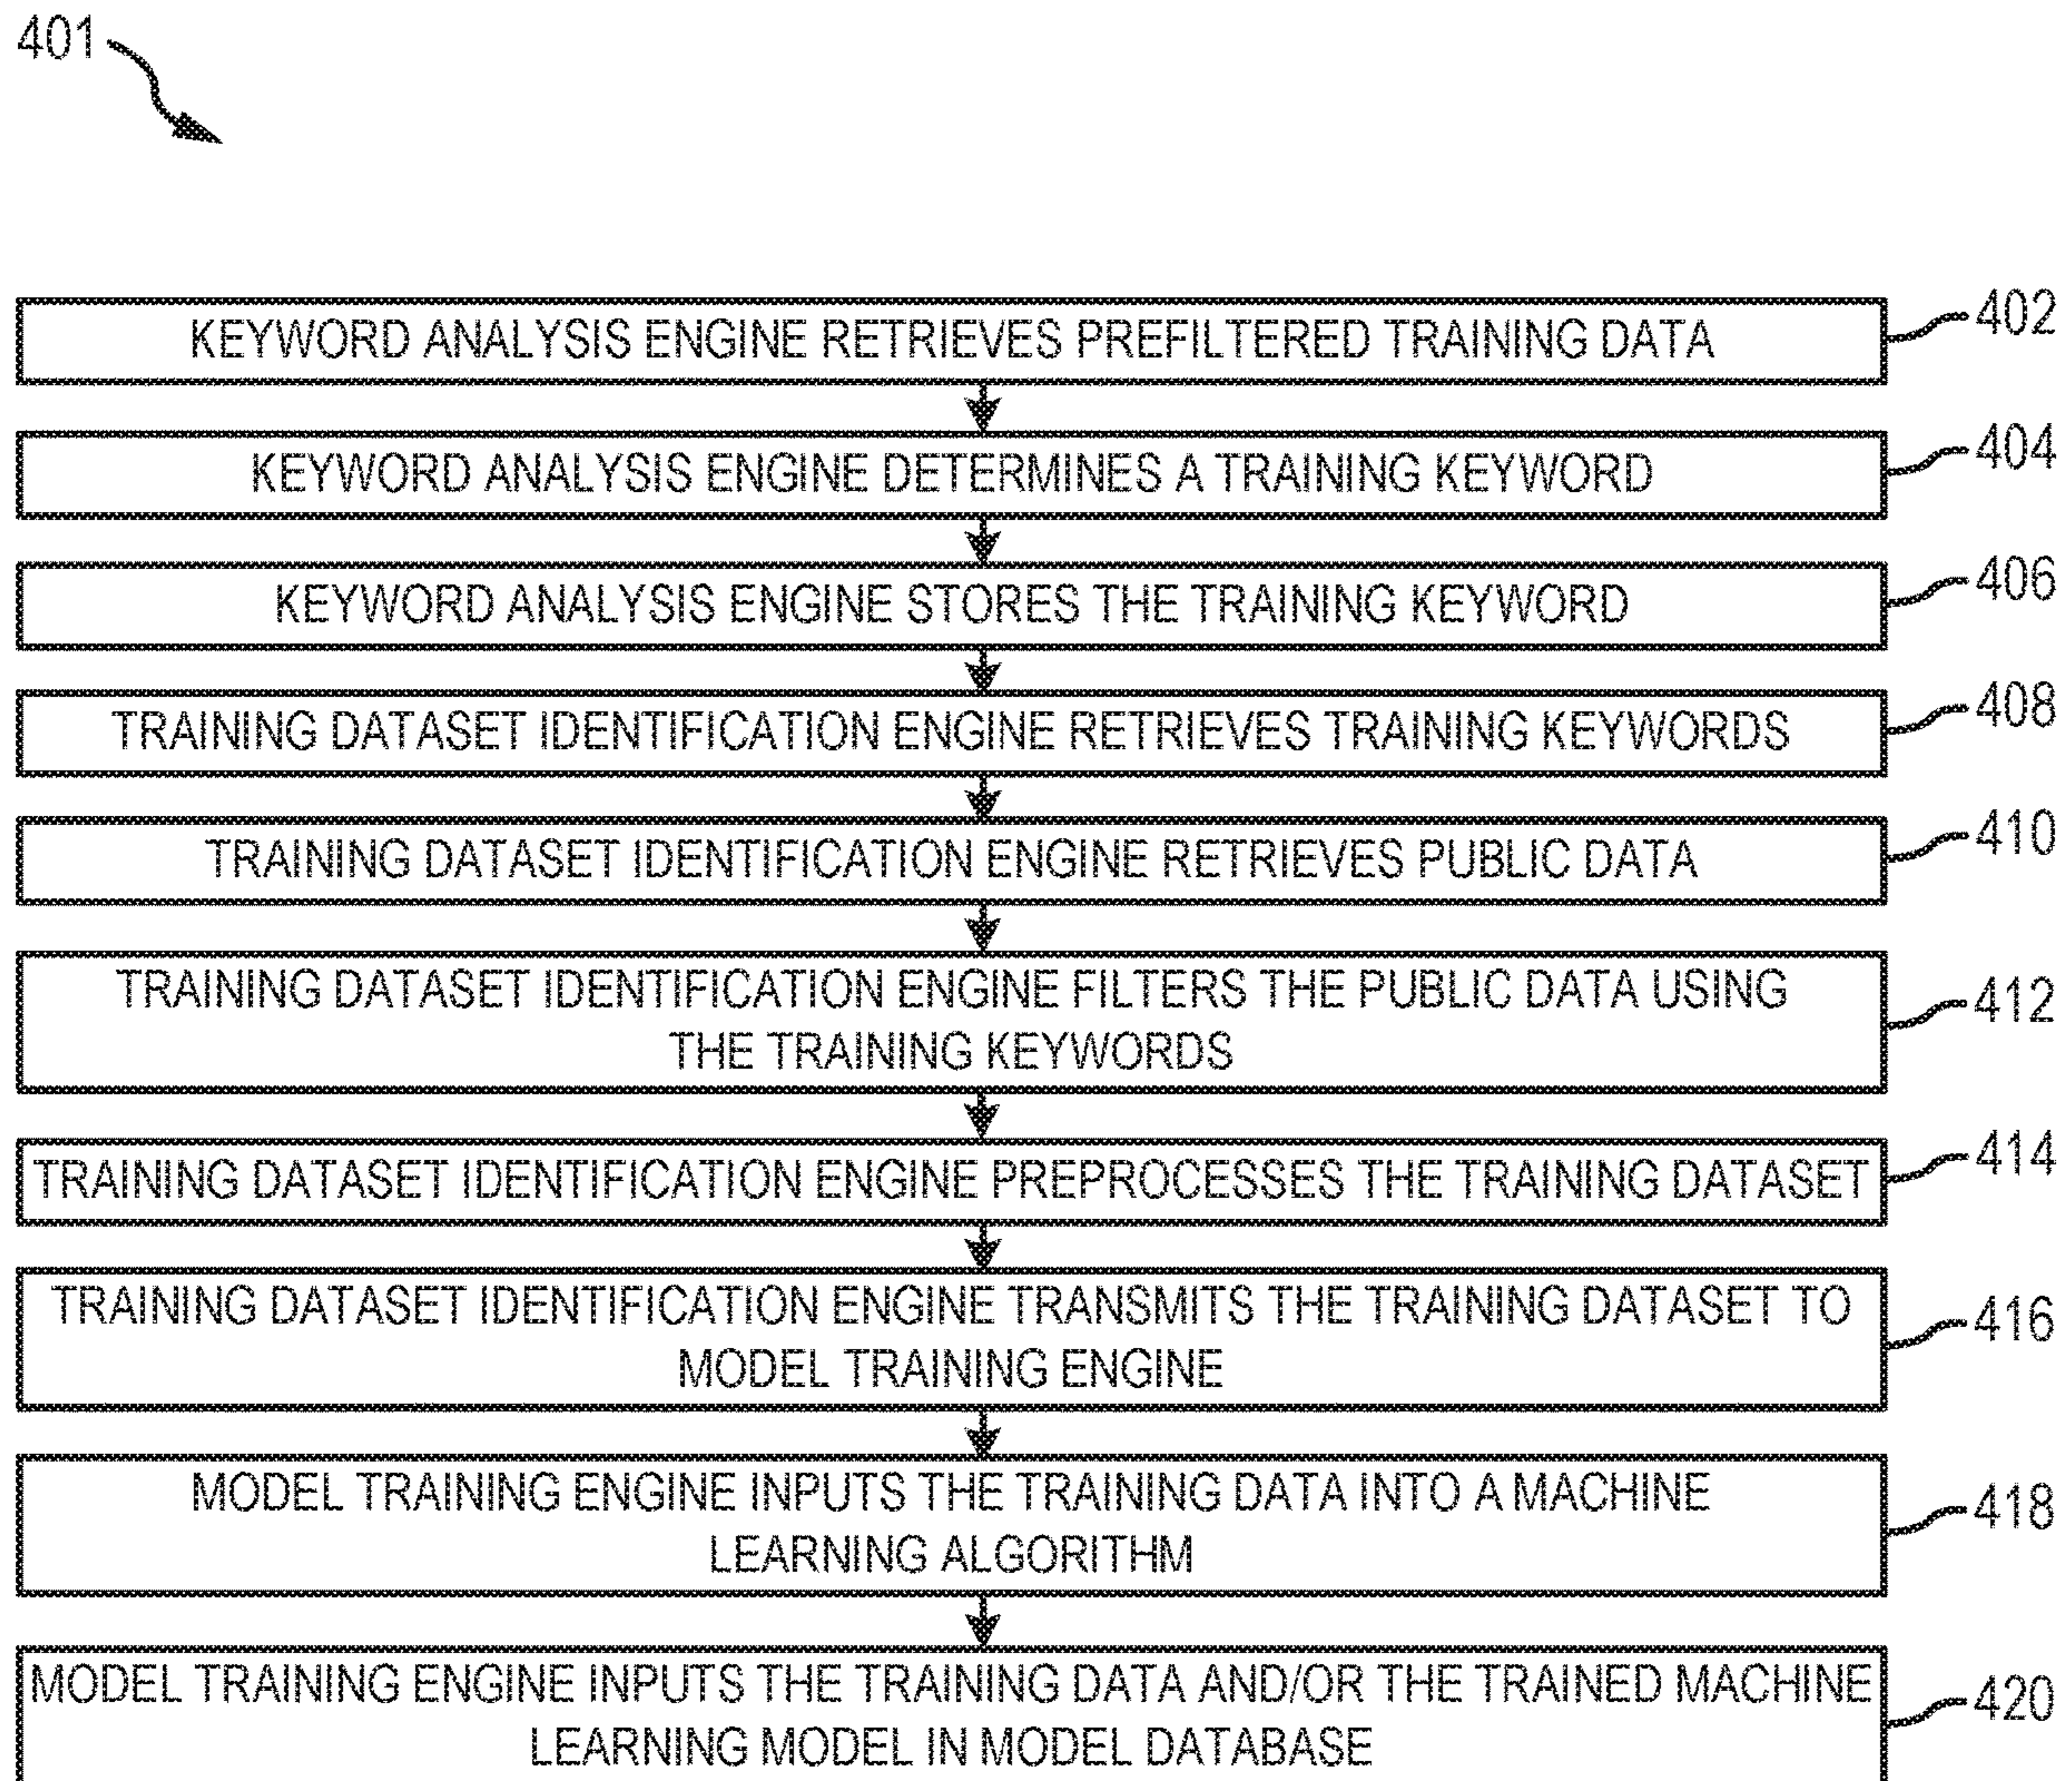 401
KEYWORD ANALYSIS ENGINE RETRIEVES PREFILTERED TRAINING DATA
402
KEYWORD ANALYSIS ENGINE DETERMINES A TRAINING KEYWORD
404
KEYWORD ANALYSIS ENGINE STORES THE TRAINING KEYWORD
406
TRAINING DATASET IDENTIFICATION ENGINE RETRIEVES TRAINING KEYWORDS
408
TRAINING DATASET IDENTIFICATION ENGINE RETRIEVES PUBLIC DATA
410
TRAINING DATASET IDENTIFICATION ENGINE FILTERS THE PUBLIC DATA USING
THE TRAINING KEYWORDS
412
TRAINING DATASET IDENTIFICATION ENGINE PREPROCESSES THE TRAINING DATASET
414
TRAINING DATASET IDENTIFICATION ENGINE TRANSMITS THE TRAINING DATASET TO
MODEL TRAINING ENGINE
416
MODEL TRAINING ENGINE INPUTS THE TRAINING DATA INTO A MACHINE
LEARNING ALGORITHM
418
MODEL TRAINING ENGINE INPUTS THE TRAINING DATA AND/OR THE TRAINED MACHINE
LEARNING MODEL IN MODEL DATABASE
420